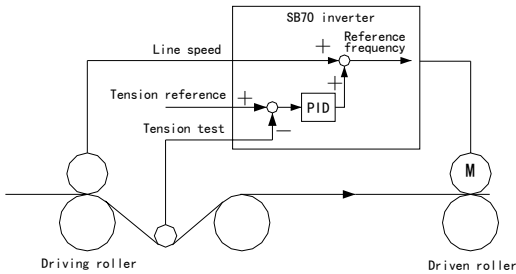 SB70 inverter
Line speed
+
Reference
frequency
+
Tension reference
+
PID
Tension test
−
M
Driving roller
Driven roller